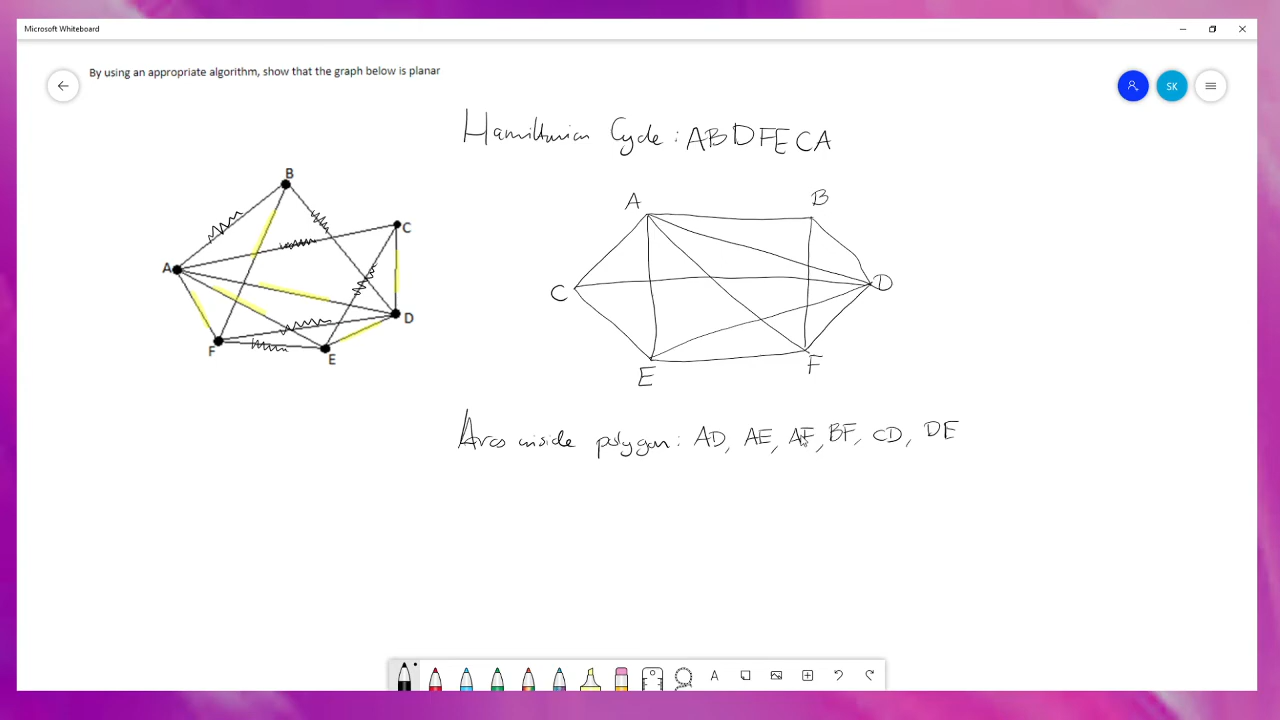 Microsoft Whiteboard
By using an appropriate algorithm, show that the graph below is planar
SK
Hamiltonian Cycle: ABDFECA
B
C
A
D
F
E
A B
C D
E F
Arcs inside polygon: AD, AE, AF, BF, CD, DE
A